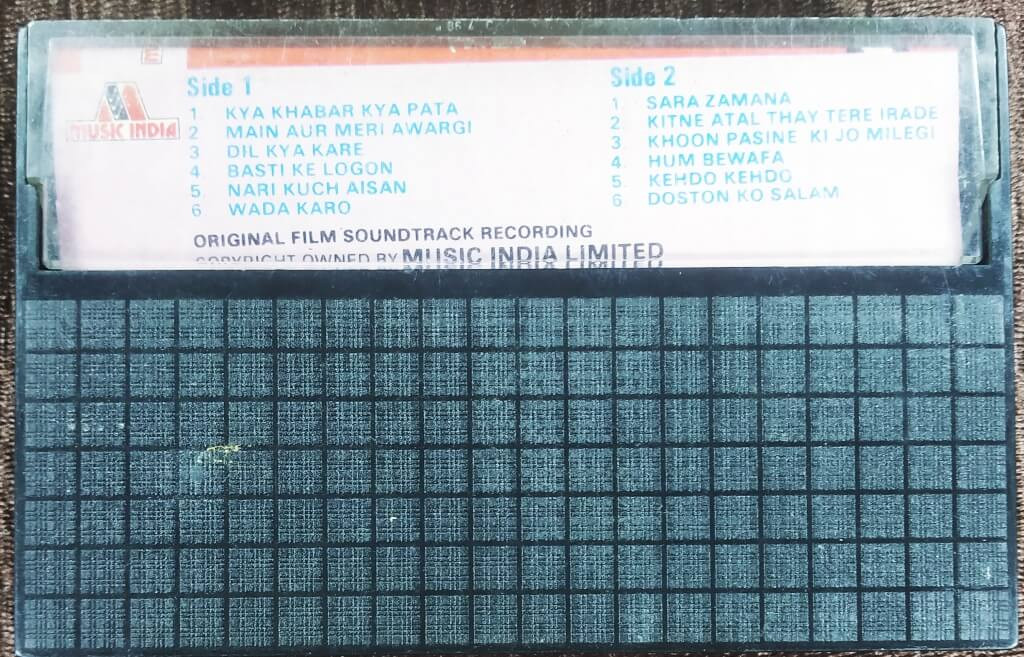 MUSIC INDIA
Side 1
1 KYA KHABAR KYA PATA
2 MAIN AUR MERI AWARGI
3 DIL KYA KARE
4 BASTI KE LOGON
5 NARI KUCH AISAN
6 WADA KARO
Side 2
1. SARA ZAMANA
2. KITNE ATAL THAY TERE IRADE
3. KHOON PASINE KI JO MILEGI
4. HUM BEWAFA
5. KEHDO KEHDO
6. DOSTON KO SALAM
ORIGINAL FILM SOUNDTRACK RECORDING
COPYRIGHT OWNED BY MUSIC INDIA LIMITED